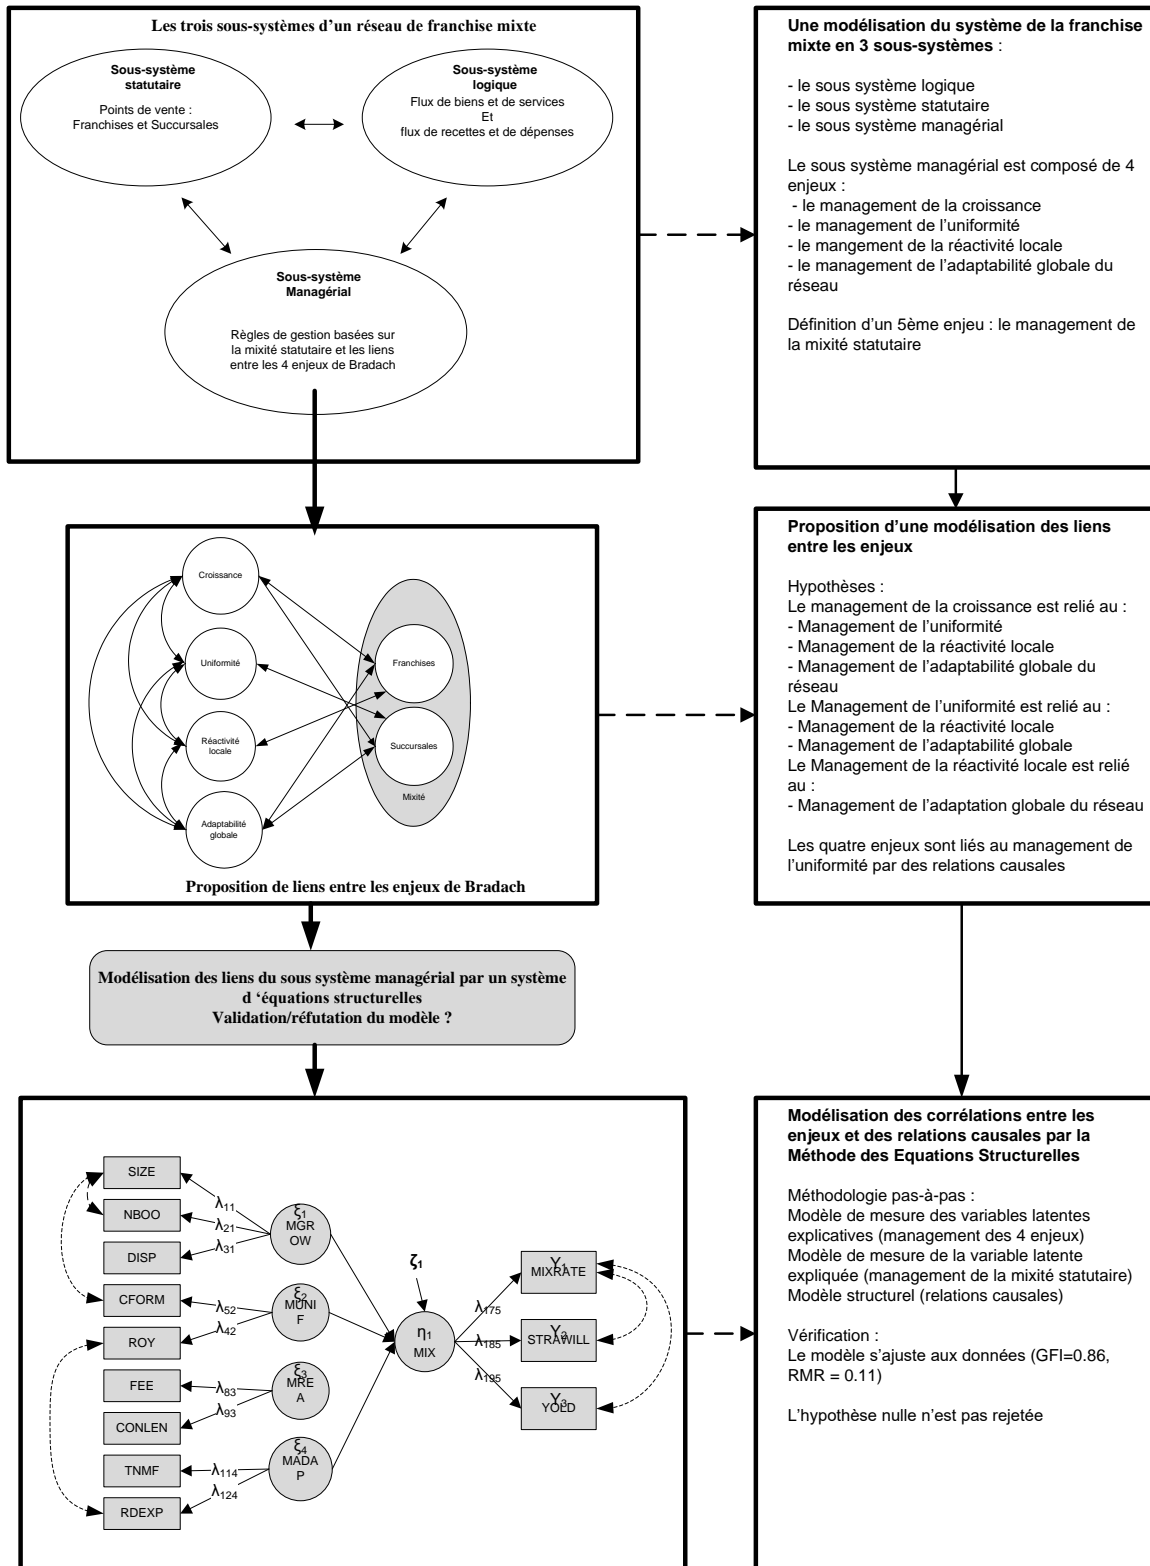 Les trois sous-systèmes d'un réseau de franchise mixte
Sous-système
statutaire
Points de vente :
Franchises et Succursales
Sous-système
logique
Flux de biens et de services
Et
flux de recettes et de dépenses
Sous-système
Managérial
Règles de gestion basées sur
la mixité statutaire et les liens
entre les 4 enjeux de Bradach
Une modélisation du système de la franchise
mixte en 3 sous-systèmes :
- le sous système logique
- le sous système statutaire
- le sous système managérial
Le sous système managérial est composé de 4
enjeux :
- le management de la croissance
- le management de l'uniformité
- le mangement de la réactivité locale
- le management de l'adaptabilité globale du
réseau
Définition d'un 5ème enjeu : le management de
la mixité statutaire
Croissance
Uniformité
Réactivité
locale
Adaptabilité
globale
Franchises
Succursales
Mixité
Proposition de liens entre les enjeux de Bradach
Proposition d'une modélisation des liens
entre les enjeux
Hypothèses :
Le management de la croissance est relié au :
- Management de l'uniformité
- Management de la réactivité locale
- Management de l'adaptabilité globale du
réseau
Le Management de l'uniformité est relié au :
- Management de la réactivité locale
- Management de l'adaptabilité globale
Le Management de la réactivité locale est relié
au :
- Management de l'adaptation globale du réseau
Les quatre enjeux sont liés au management de
l'uniformité par des relations causales
Modélisation des liens du sous système managérial par un système
d 'équations structurelles
Validation/réfutation du modèle ?
SIZE
NBOO
DISP
CFORM
ROY
FEE
CONLEN
TNMF
RDEXP
λ11
λ21
λ31
λ52
λ42
λ83
λ93
λ114
λ124
ξ1
MGR
OW
ξ2
MUNI
F
ξ3
MRE
A
ξ4
MADA
P
ζ1
η1
MIX
λ175
λ185
λ195
Y1
MIXRATE
Y2
STRAWILL
Y3
YOLD
Modélisation des corrélations entre les
enjeux et des relations causales par la
Méthode des Equations Structurelles
Méthodologie pas-à-pas :
Modèle de mesure des variables latentes
explicatives (management des 4 enjeux)
Modèle de mesure de la variable latente
expliquée (management de la mixité statutaire)
Modèle structurel (relations causales)
Vérification :
Le modèle s'ajuste aux données (GFI=0.86,
RMR = 0.11)
L'hypothèse nulle n'est pas rejetée